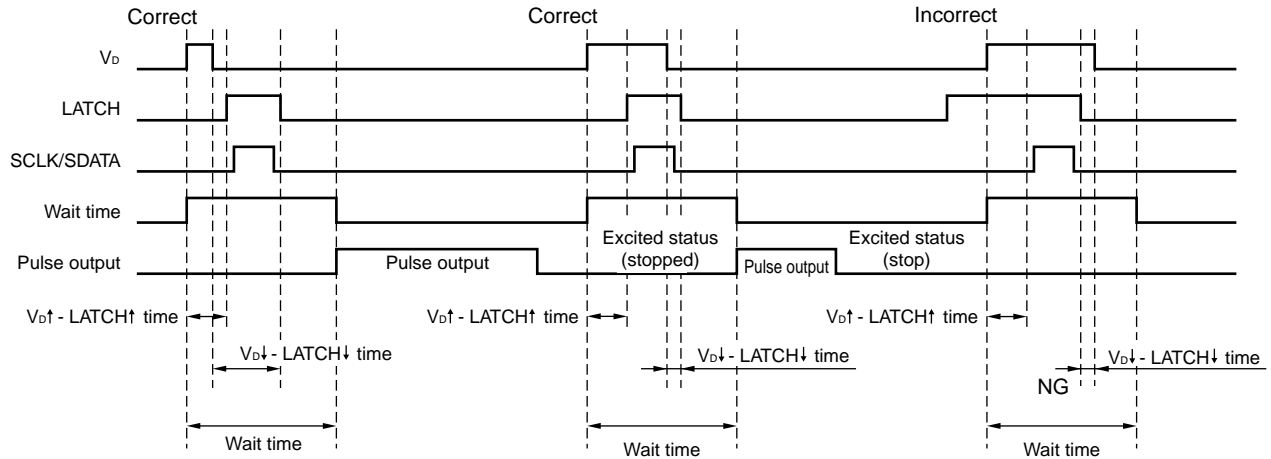 Correct Correct Incorrect
VD
LATCH
SCLK/SDATA
Wait time
Excited status
(stopped)
Excited status
(stop)
Pulse output Pulse output Pulse output
VD↑ - LATCH↑ time VD↑ - LATCH↑ time VD↑ - LATCH↑ time
VD↓ - LATCH↓ time VD↓ - LATCH↓ time VD↓ - LATCH↓ time
NG
Wait time Wait time Wait time